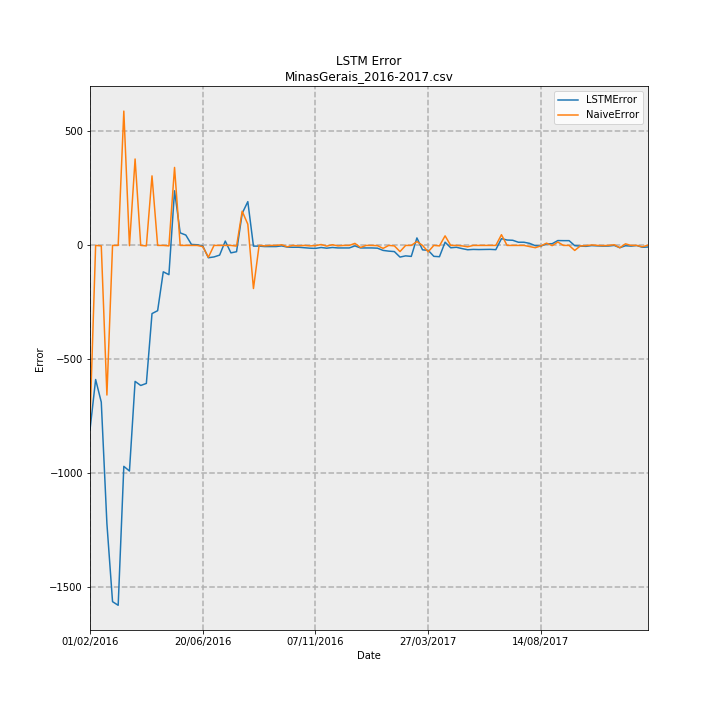 LSTM Error
MinasGerais_2016-2017.csv
LSTMError
NaiveError
500
0
−500
−1000
−1500
Error
01/02/2016
20/06/2016
07/11/2016
27/03/2017
14/08/2017
Date